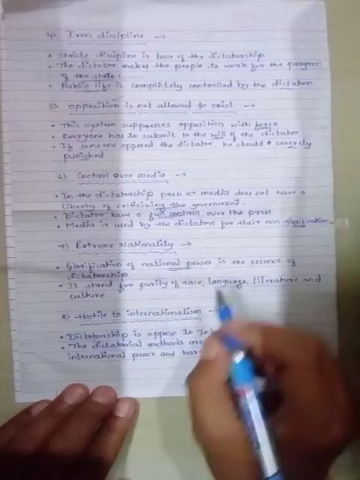 4) Iron discipline →
• Stricts discipline is base of the dictatorship
• The dictator makes the people to work for the progress
of the state.
• Public life is completely controlled by the dictators
5) opposition is not allowed to exist →
• This system suppresses opposition with force
• Everyone has to submit to the will of the dictator
• If someone opposed the dictator he should severely
punished
6) Control over media →
• In the dictatorship press or media does not have a
liberty of criticizing the government.
• Dictator have a full control over the press
• Media is used by the dictator for their own glorification
7) Extreme Nationality →
• Glorification of national power is the essence of
dictatorship
• It stand for purity of race, language, literature and
culture
8) Hostile to internationalism →
• Dictatorship is oppose to
• The dictatorial methods are
international peace and